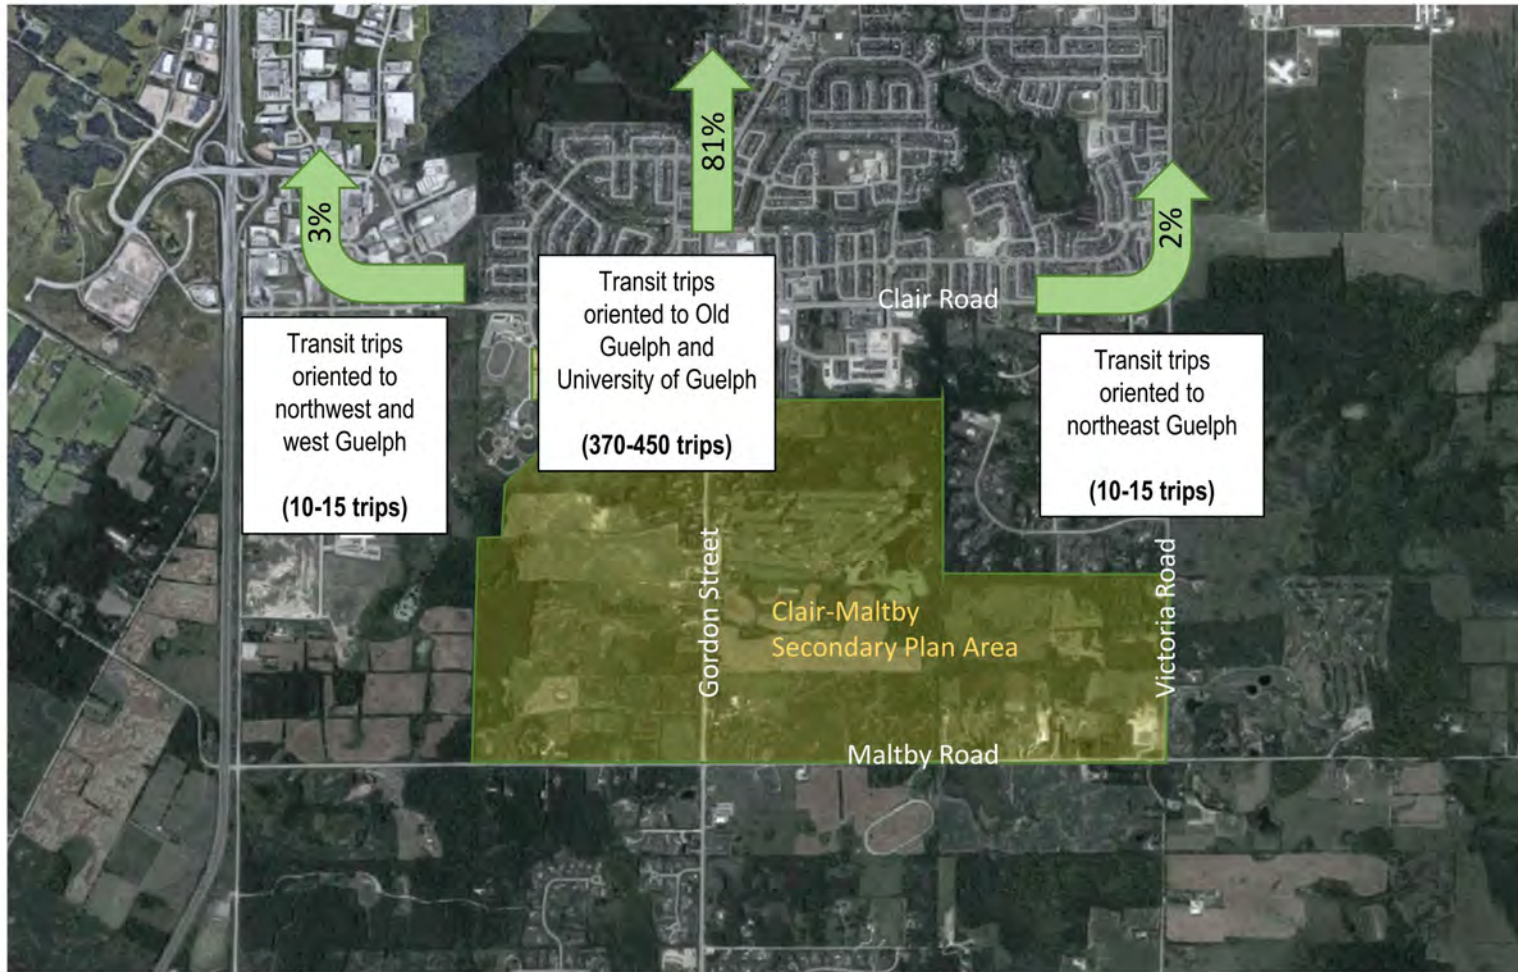 81%
3%
2%
Transit trips
oriented to Old
Guelph and
University of Guelph
(370-450 trips)
Clair Road
Transit trips
oriented to
northwest and
west Guelph
(10-15 trips)
Transit trips
oriented to
northeast Guelph
(10-15 trips)
Gordon Street
Clair-Maltby
Secondary Plan Area
Victoria Road
Maltby Road